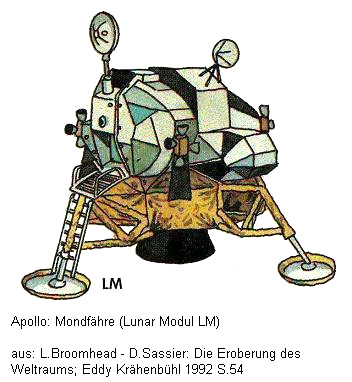 LM
Apollo: Mondfähre (Lunar Modul LM)
aus: L.Broomhead - D.Sassier: Die Eroberung des
Weltraums; Eddy Krähenbühl 1992 S.54